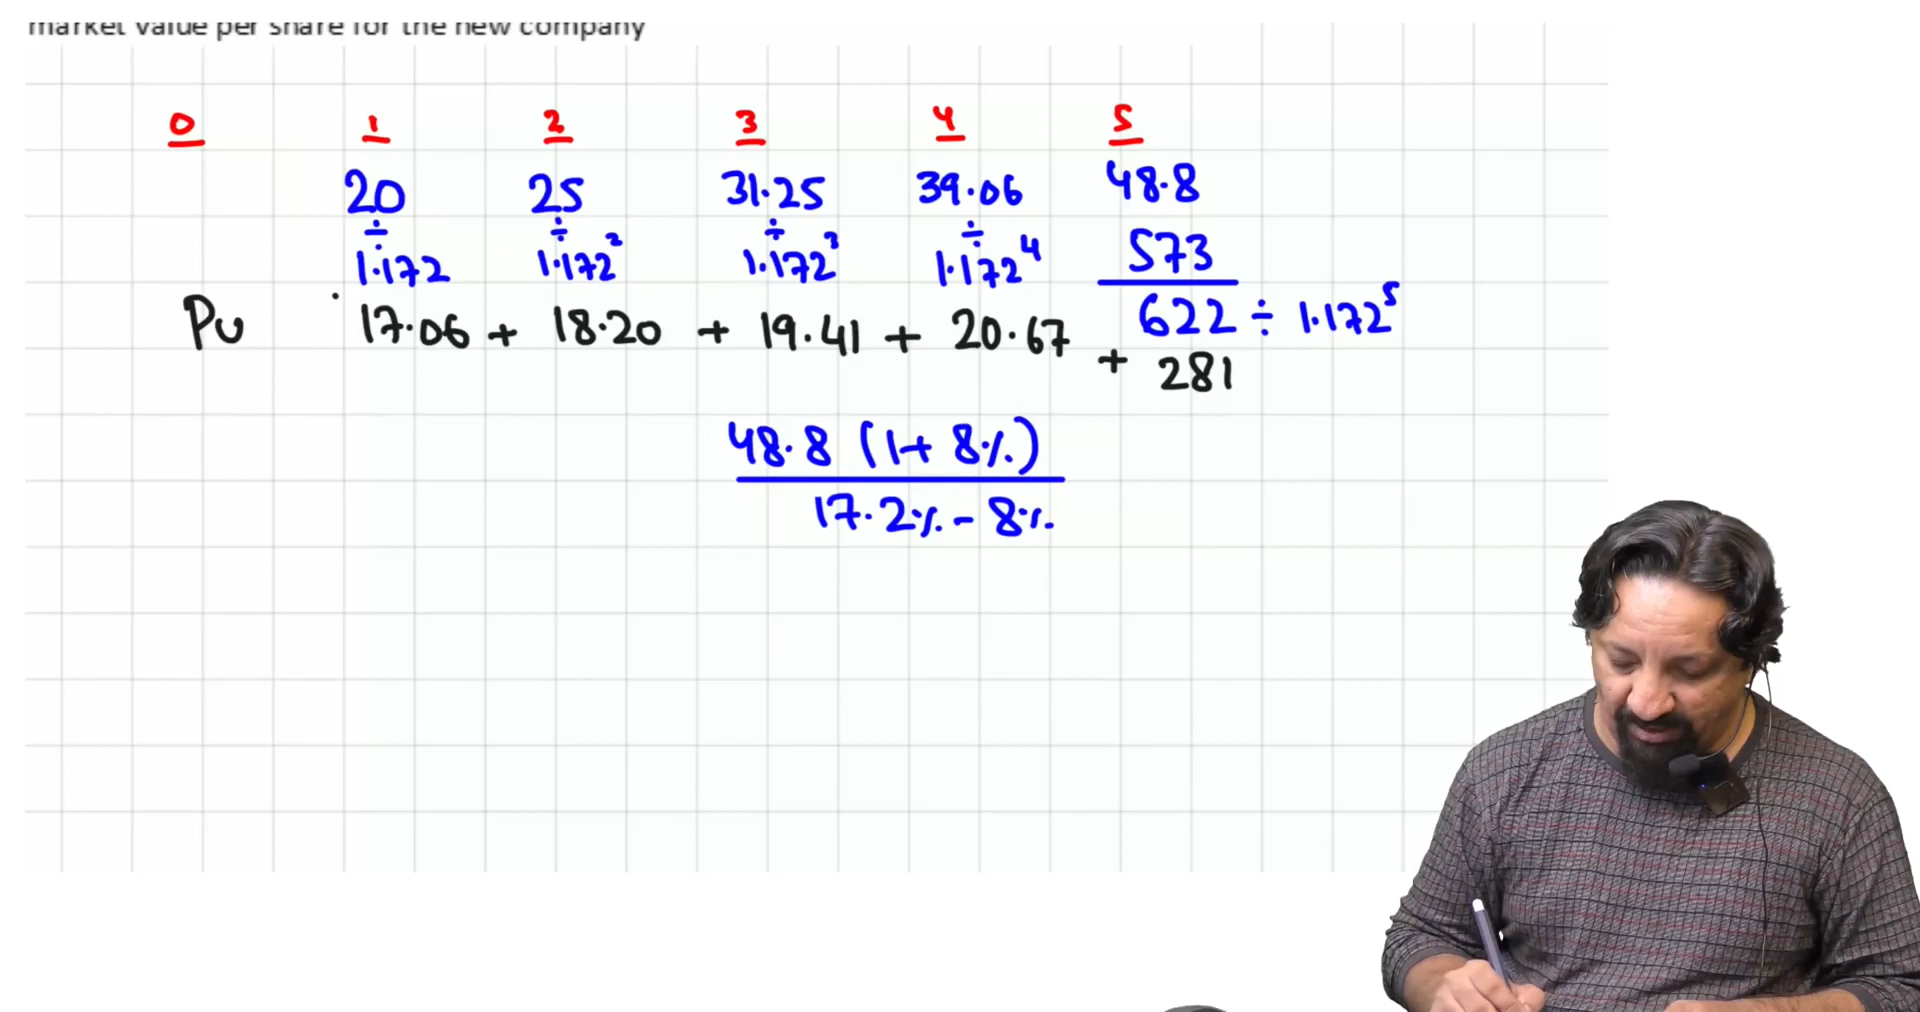 market value per share for the new company
0 1 2 3 4 5
20 25 31.25 39.06 48.8
÷ ÷ ÷ ÷ 573
1.172 1.172² 1.172³ 1.172⁴
622 ÷ 1.172⁵
PV 17.06 + 18.20 + 19.41 + 20.67
+ 281
48.8 (1+ 8%)
17.2% - 8%